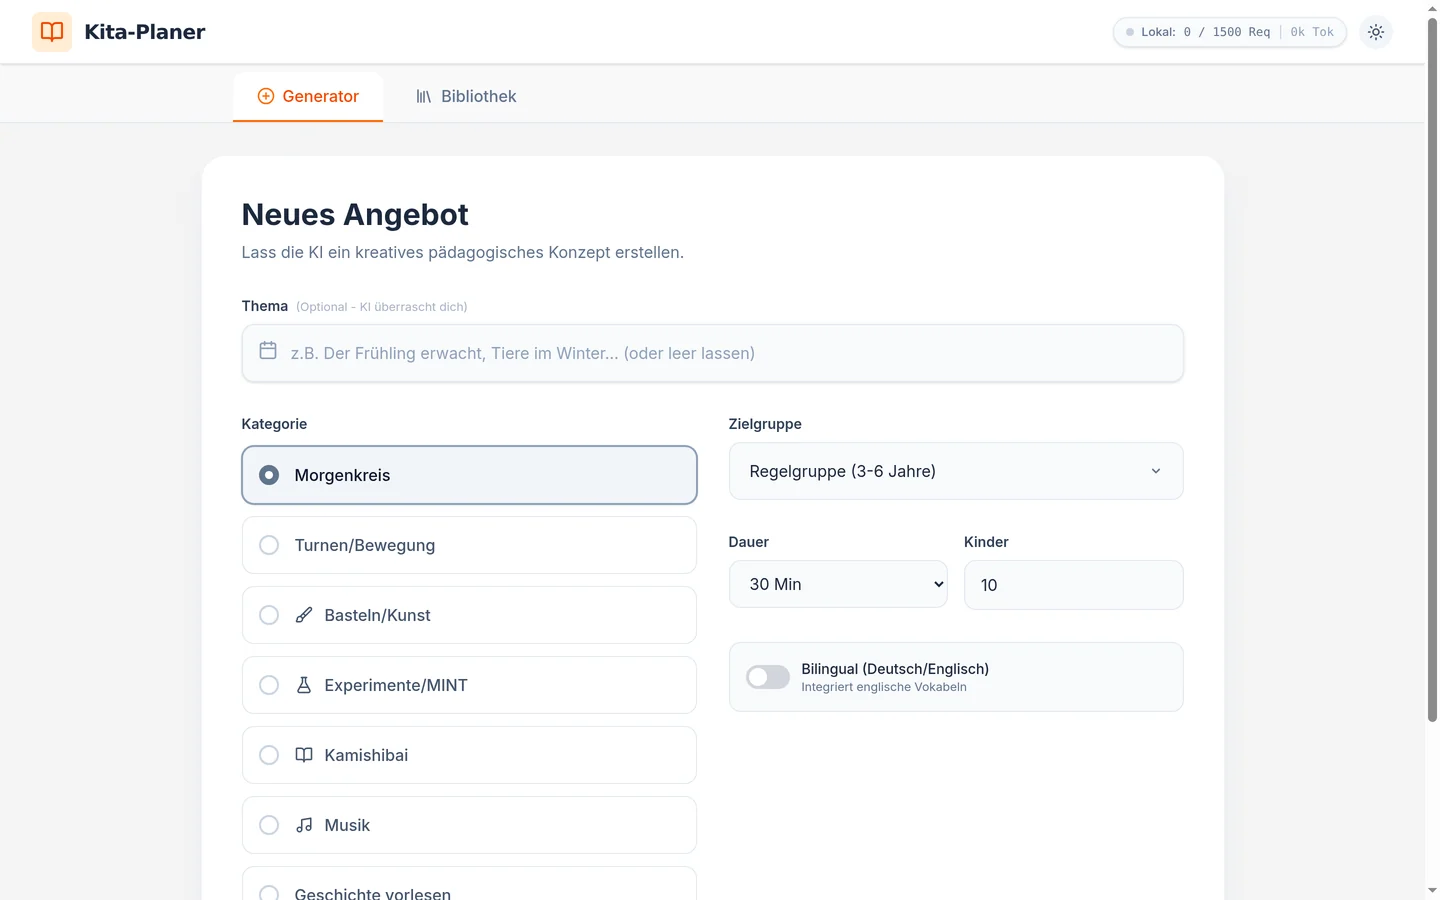 Kita-Planer
Lokal: 0 / 1500 Req | 0k Tok
Generator
Bibliothek
Neues Angebot
Lass die KI ein kreatives pädagogisches Konzept erstellen.
Thema (Optional - KI überrascht dich)
z.B. Der Frühling erwacht, Tiere im Winter... (oder leer lassen)
Kategorie
Morgenkreis
Turnen/Bewegung
Basteln/Kunst
Experimente/MINT
Kamishibai
Musik
Geschichte vorlesen
Zielgruppe
Regelgruppe (3-6 Jahre)
Dauer
30 Min
Kinder
10
Bilingual (Deutsch/Englisch)
Integriert englische Vokabeln